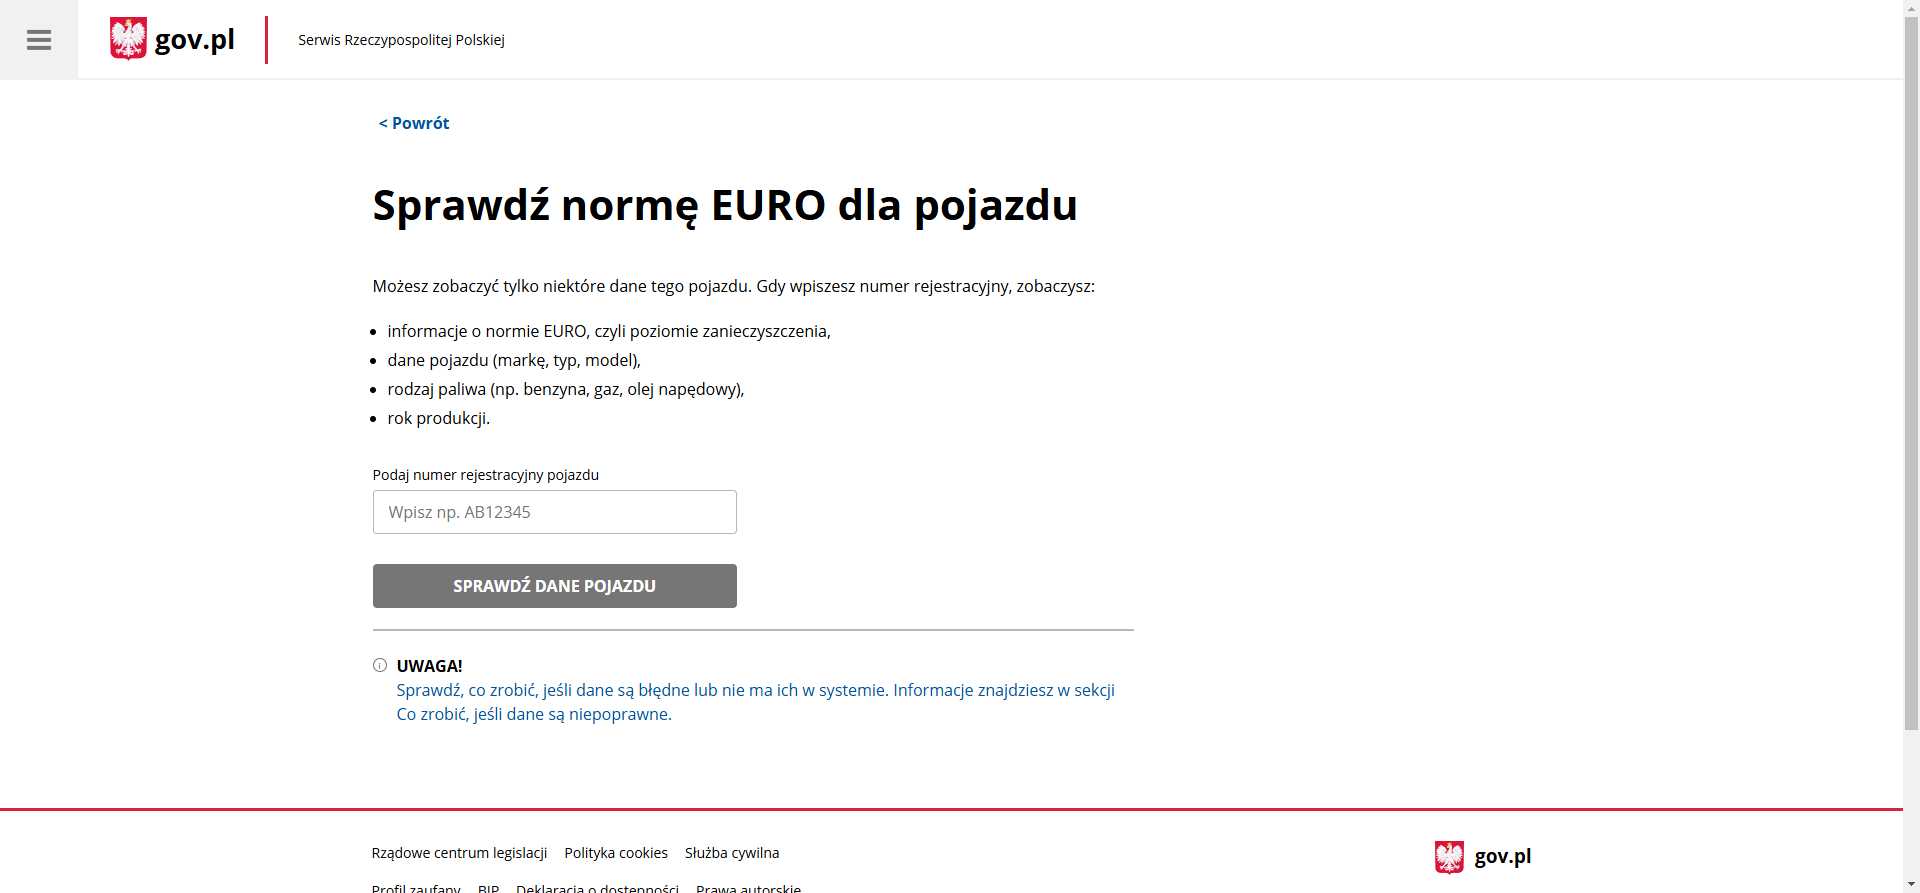 gov.pl
Serwis Rzeczypospolitej Polskiej
< Powrót
Sprawdź normę EURO dla pojazdu
Możesz zobaczyć tylko niektóre dane tego pojazdu. Gdy wpiszesz numer rejestracyjny, zobaczysz:
informacje o normie EURO, czyli poziomie zanieczyszczenia,
dane pojazdu (markę, typ, model),
rodzaj paliwa (np. benzyna, gaz, olej napędowy),
rok produkcji.
Podaj numer rejestracyjny pojazdu
Wpisz np. AB12345
SPRAWDŹ DANE POJAZDU
UWAGA!
Sprawdź, co zrobić, jeśli dane są błędne lub nie ma ich w systemie. Informacje znajdziesz w sekcji
Co zrobić, jeśli dane są niepoprawne.
Rządowe centrum legislacji Polityka cookies Służba cywilna
gov.pl
Profil zaufany BIP Deklaracja o dostępności Prawa autorskie